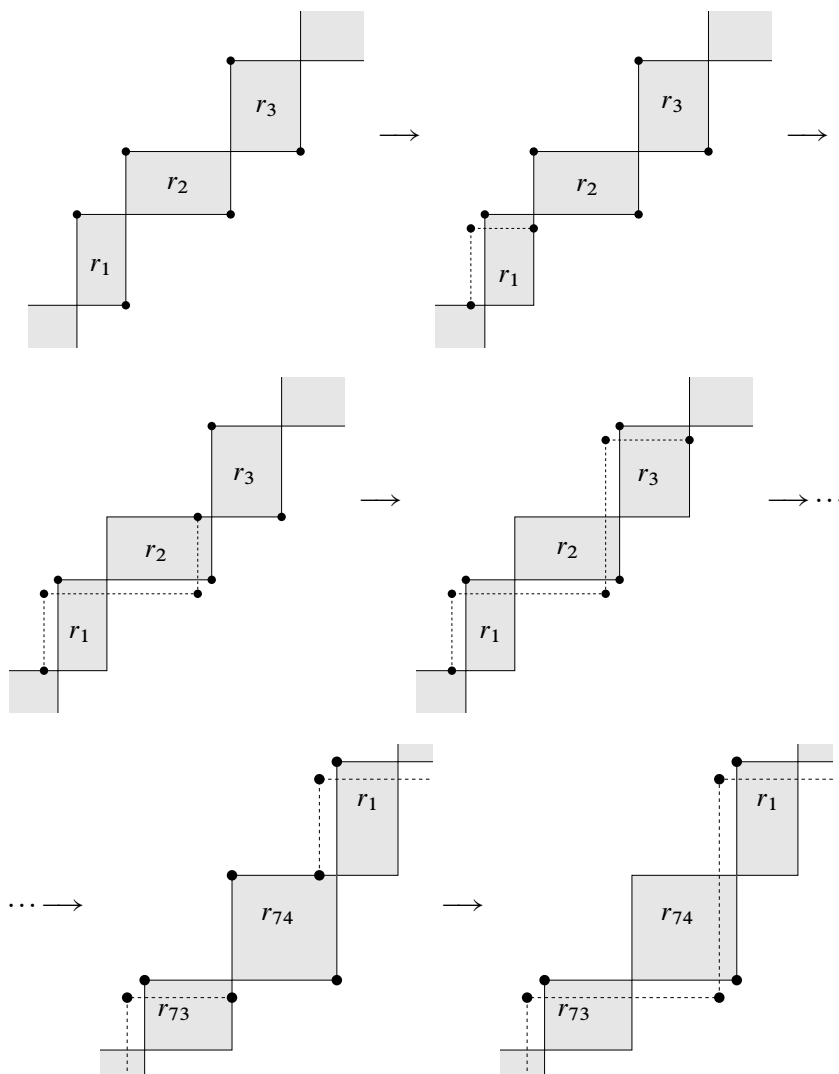 r₃ r₃
⟶ ⟶
r₂ r₂
r₁ r₁
r₃ r₃
⟶ ⟶ ⋯
r₂ r₂
r₁ r₁
r₁ r₁
⋯ ⟶ r₇₄ ⟶ r₇₄
r₇₃ r₇₃